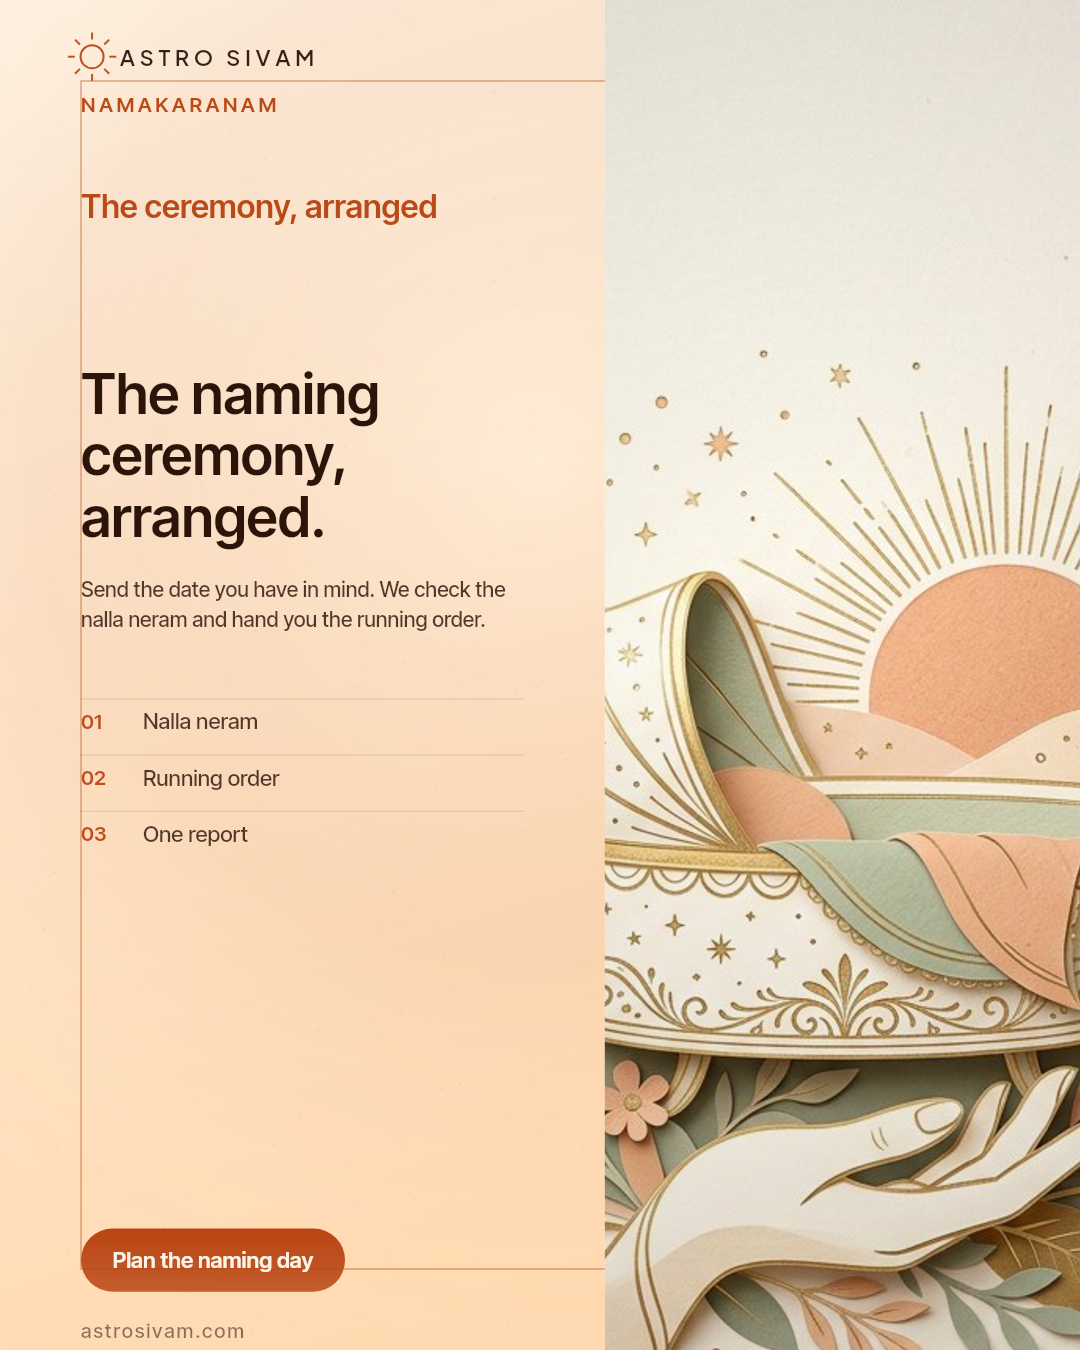 ASTRO SIVAM
NAMAKARANAM
The ceremony, arranged
The naming
ceremony,
arranged.
Send the date you have in mind. We check the
nalla neram and hand you the running order.
01 Nalla neram
02 Running order
03 One report
Plan the naming day
astrosivam.com